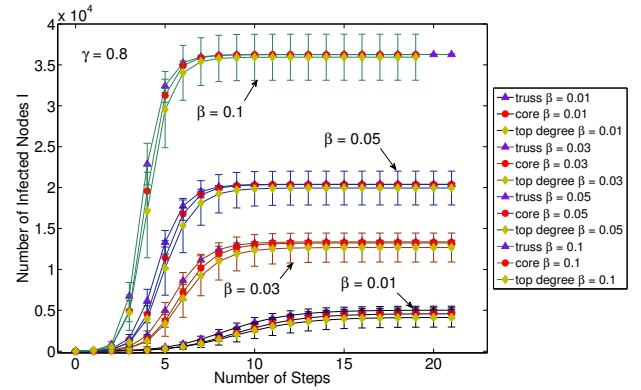 x 10⁴
4
3.5
3
2.5
2
1.5
1
0.5
0
Number of Infected Nodes I
γ = 0.8
β = 0.1
β = 0.05
β = 0.03
β = 0.01
0 5 10 15 20
Number of Steps
truss β = 0.01
core β = 0.01
top degree β = 0.01
truss β = 0.03
core β = 0.03
top degree β = 0.03
truss β = 0.05
core β = 0.05
top degree β = 0.05
truss β = 0.1
core β = 0.1
top degree β = 0.1